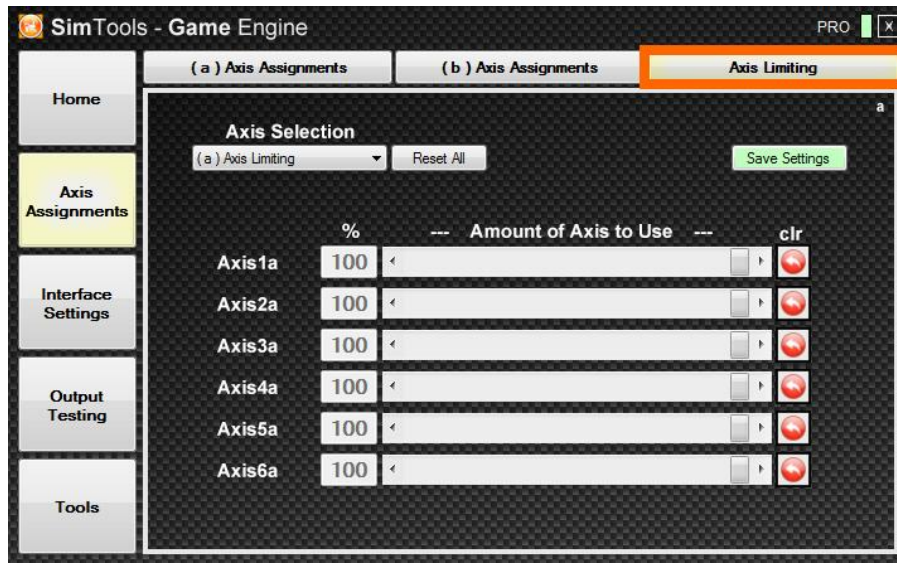 SimTools - Game Engine
PRO
X
( a ) Axis Assignments
( b ) Axis Assignments
Axis Limiting
Home
Axis
Assignments
Interface
Settings
Output
Testing
Tools
a
Axis Selection
( a ) Axis Limiting
Reset All
Save Settings
% --- Amount of Axis to Use --- clr
Axis1a 100
Axis2a 100
Axis3a 100
Axis4a 100
Axis5a 100
Axis6a 100